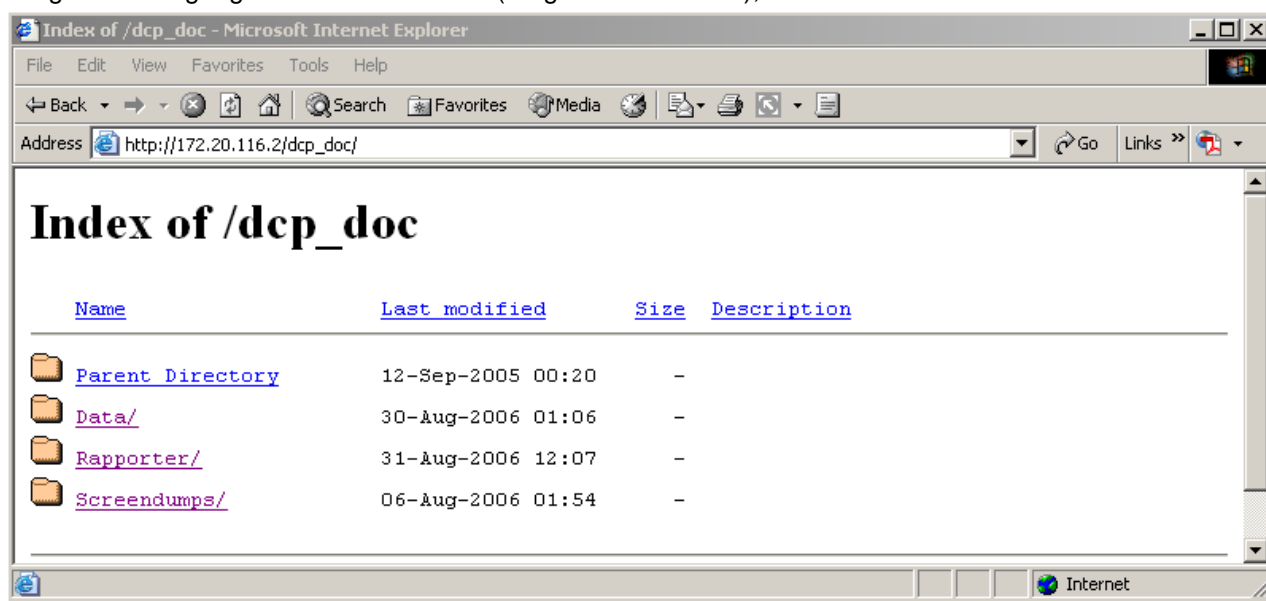 Index of /dcp_doc - Microsoft Internet Explorer
File Edit View Favorites Tools Help
Back Search Favorites Media
Address http://172.20.116.2/dcp_doc/ Go Links »
Index of /dcp_doc
Name Last modified Size Description
Parent Directory 12-Sep-2005 00:20 -
Data/ 30-Aug-2006 01:06 -
Rapporter/ 31-Aug-2006 12:07 -
Screendumps/ 06-Aug-2006 01:54 -
Internet